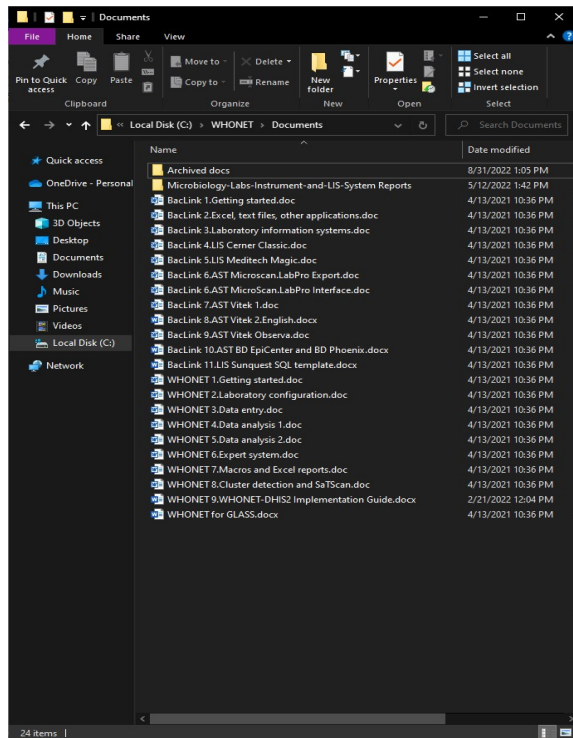 Documents
File Home Share View
Pin to Quick access Copy Paste
Move to Delete
Copy to Rename
New folder
Properties
Select all
Select none
Invert selection
Clipboard Organize New Open Select
« Local Disk (C:) › WHONET › Documents
Search Documents
Quick access
OneDrive - Personal
This PC
3D Objects
Desktop
Documents
Downloads
Music
Pictures
Videos
Local Disk (C:)
Network
Name Date modified
Archived docs 8/31/2022 1:05 PM
Microbiology-Labs-Instrument-and-LIS-System Reports 5/12/2022 1:42 PM
BacLink 1.Getting started.doc 4/13/2021 10:36 PM
BacLink 2.Excel, text files, other applications.doc 4/13/2021 10:36 PM
BacLink 3.Laboratory information systems.doc 4/13/2021 10:36 PM
BacLink 4.LIS Cerner Classic.doc 4/13/2021 10:36 PM
BacLink 5.LIS Meditech Magic.doc 4/13/2021 10:36 PM
BacLink 6.AST Microscan.LabPro Export.doc 4/13/2021 10:36 PM
BacLink 6.AST MicroScan.LabPro Interface.doc 4/13/2021 10:36 PM
BacLink 7.AST Vitek 1.doc 4/13/2021 10:36 PM
BacLink 8.AST Vitek 2.English.docx 4/13/2021 10:36 PM
BacLink 9.AST Vitek Observa.doc 4/13/2021 10:36 PM
BacLink 10.AST BD EpiCenter and BD Phoenix.docx 4/13/2021 10:36 PM
BacLink 11.LIS Sunquest SQL template.docx 4/13/2021 10:36 PM
WHONET 1.Getting started.doc 4/13/2021 10:36 PM
WHONET 2.Laboratory configuration.doc 4/13/2021 10:36 PM
WHONET 3.Data entry.doc 4/13/2021 10:36 PM
WHONET 4.Data analysis 1.doc 4/13/2021 10:36 PM
WHONET 5.Data analysis 2.doc 4/13/2021 10:36 PM
WHONET 6.Expert system.doc 4/13/2021 10:36 PM
WHONET 7.Macros and Excel reports.doc 4/13/2021 10:36 PM
WHONET 8.Cluster detection and SaTScan.doc 4/13/2021 10:36 PM
WHONET 9.WHONET-DHIS2 Implementation Guide.docx 2/21/2022 12:04 PM
WHONET for GLASS.docx 4/13/2021 10:36 PM
24 items